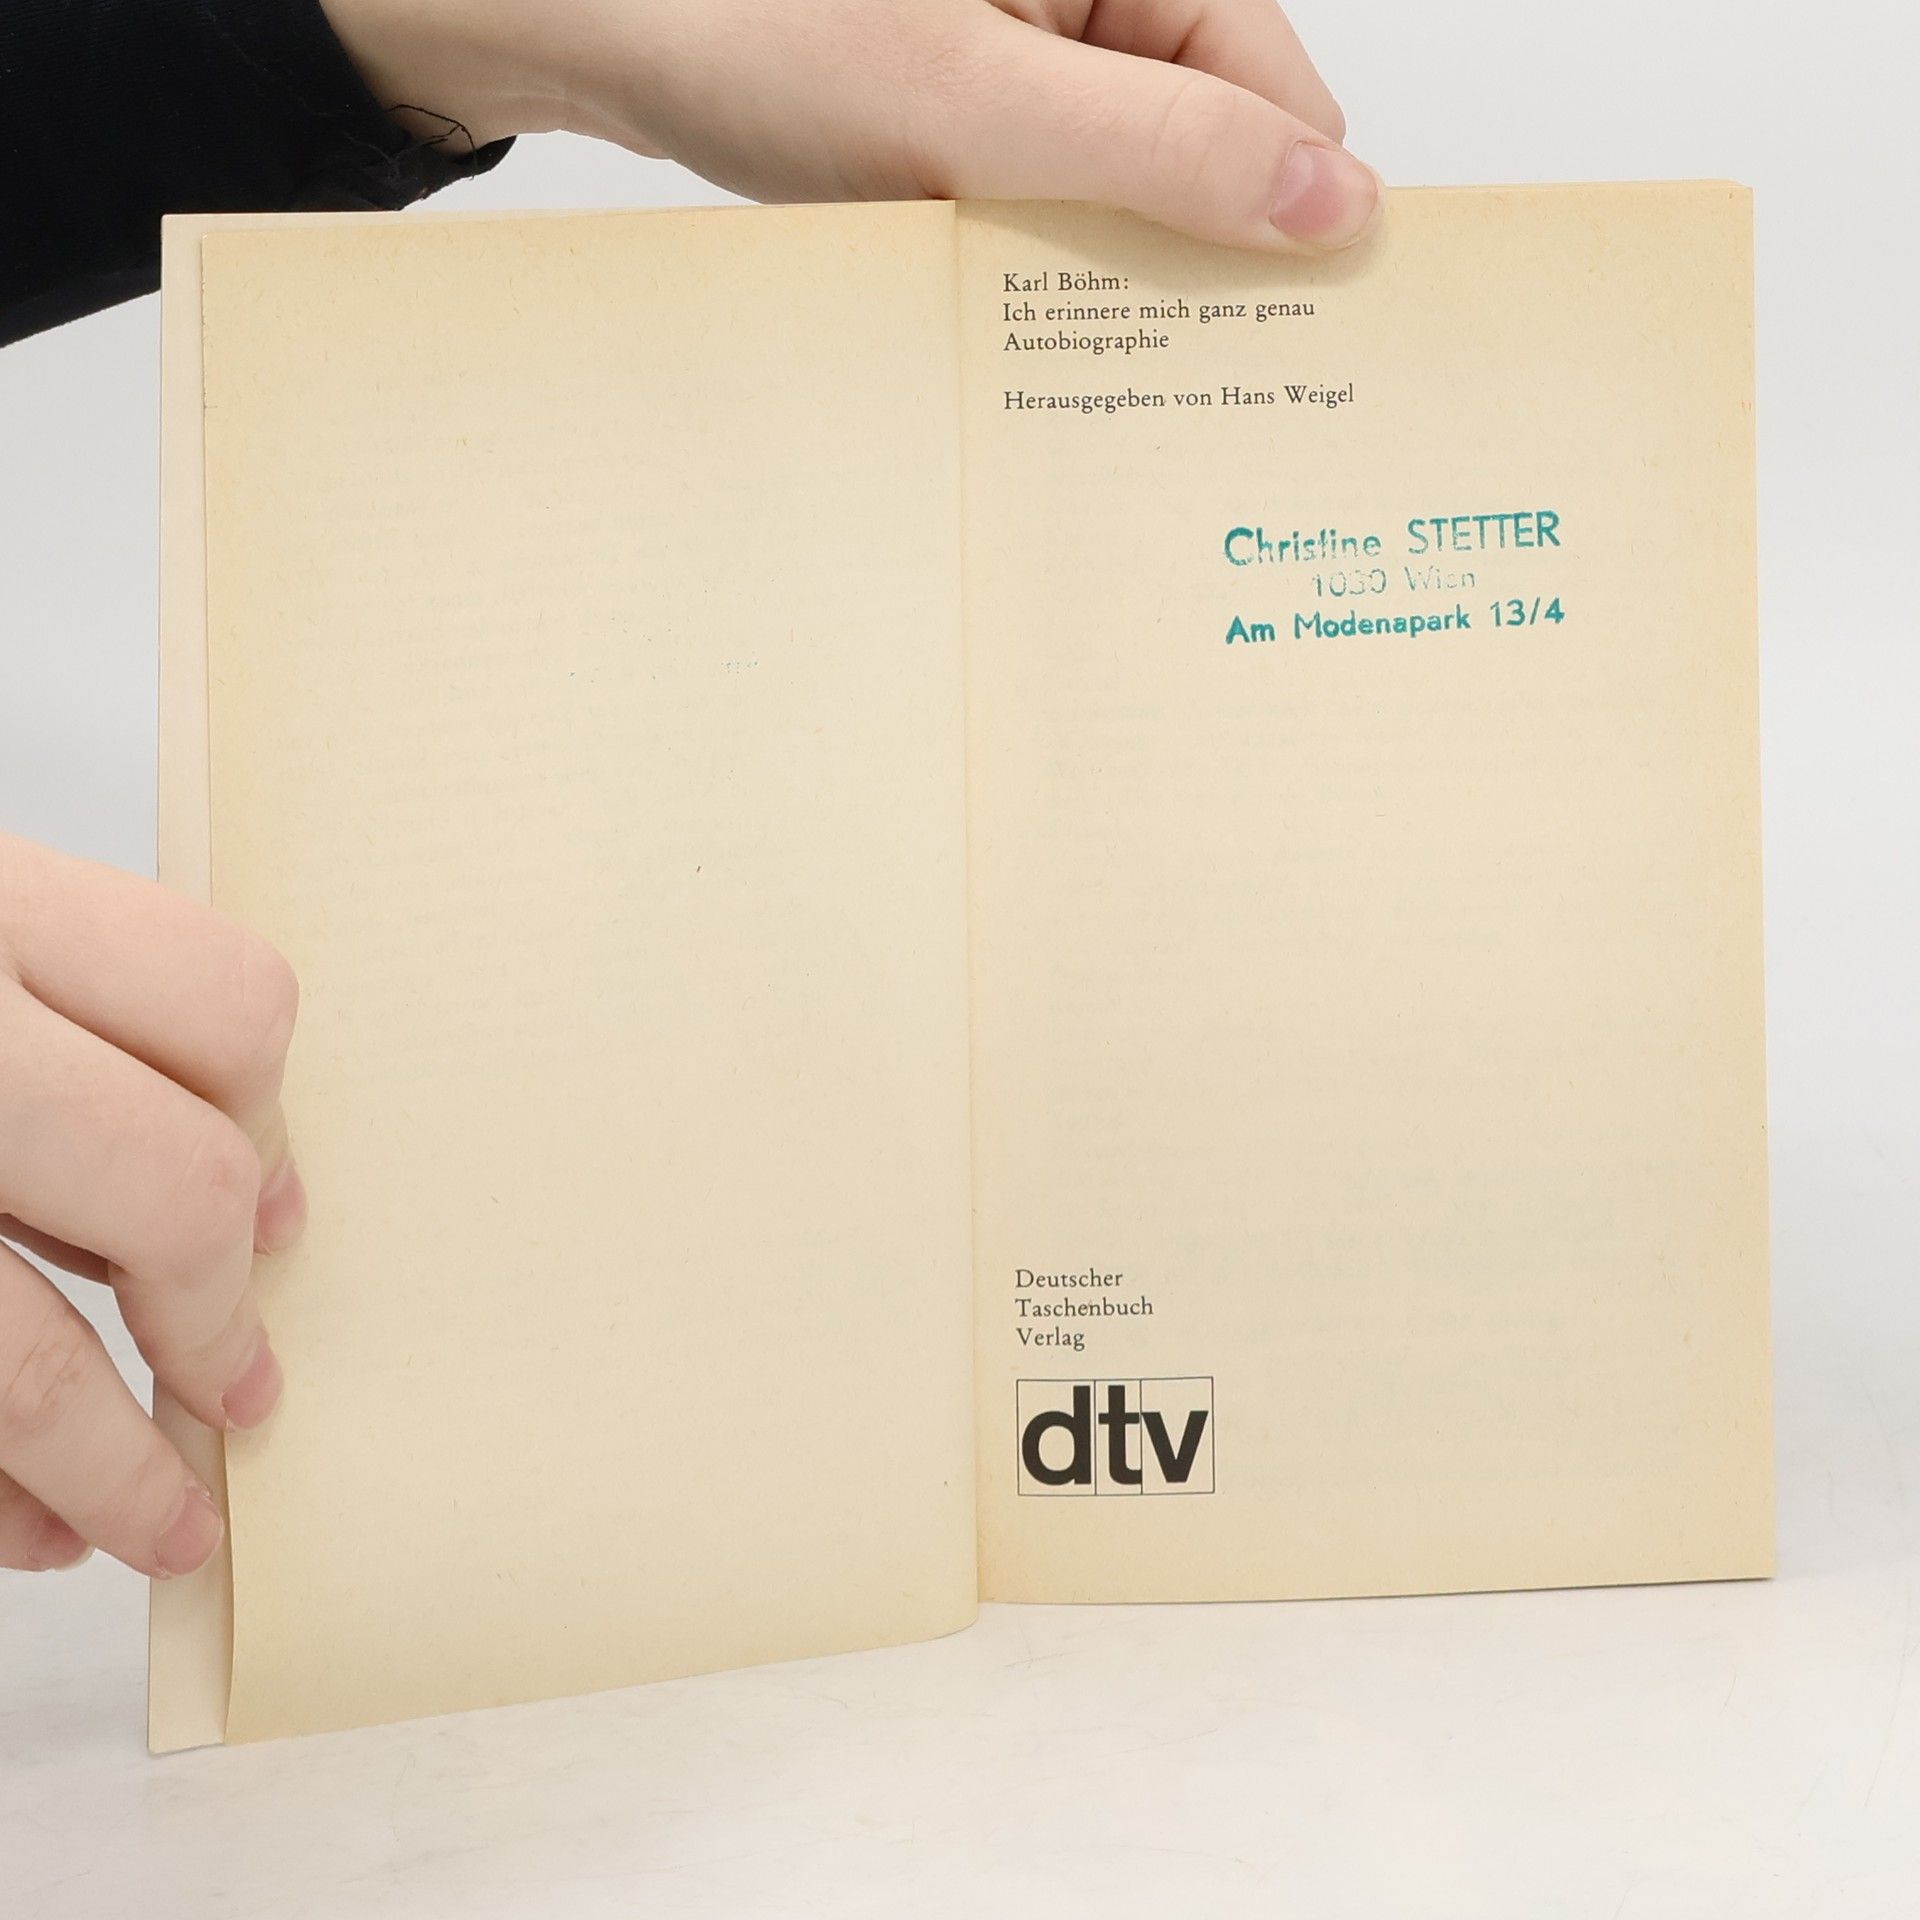 Karl Böhm:
Ich erinnere mich ganz genau
Autobiographie
Herausgegeben von Hans Weigel
Christine STETTER
1030 Wien
Am Modenapark 13/4
Deutscher
Taschenbuch
Verlag
dtv